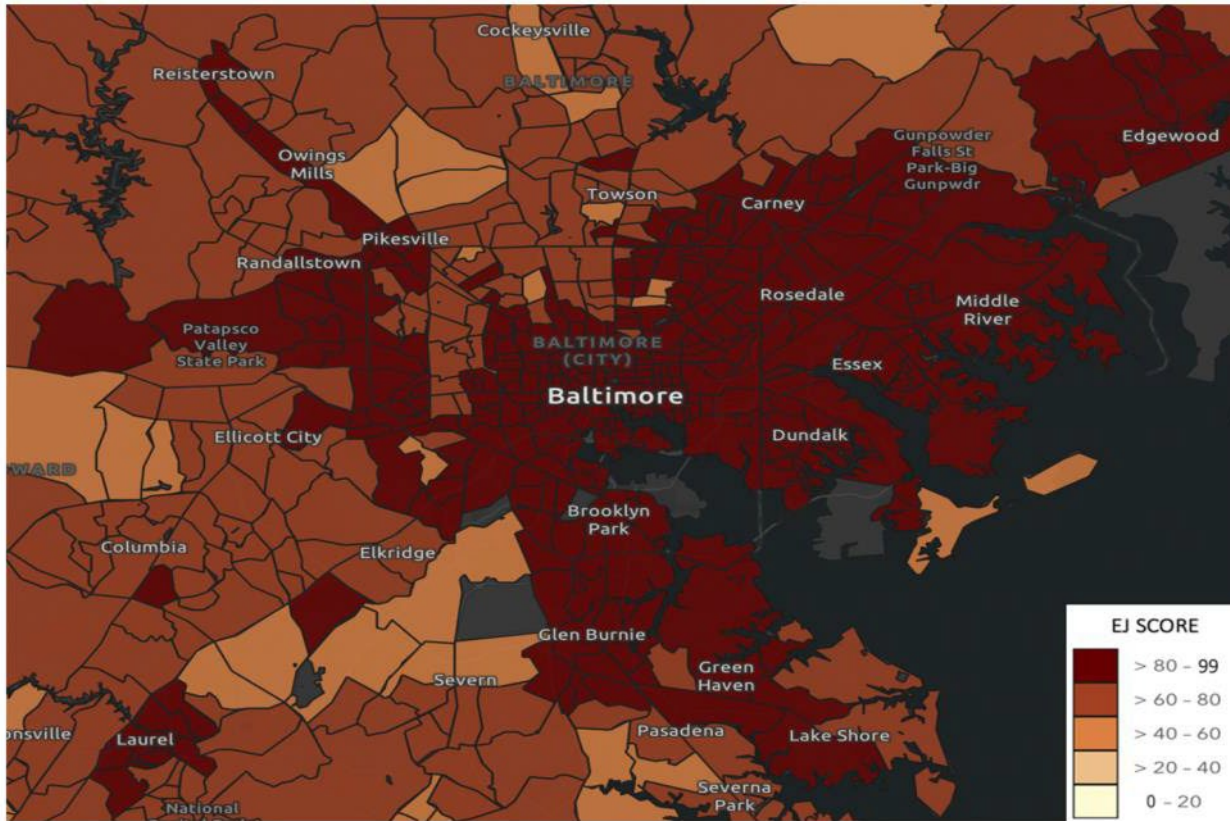 Cockeysville
Reisterstown
BALTIMORE
Edgewood
Gunpowder
Falls St
Park-Big
Gunpwdr
Owings
Mills
Towson
Carney
Pikesville
Randallstown
Rosedale
Middle
River
Patapsco
Valley
State Park
BALTIMORE
(CITY)
Essex
Baltimore
Ellicott City
Dundalk
WARD
Brooklyn
Park
Columbia
Elkridge
Glen Burnie
Green
Haven
Severn
Pasadena
Lake Shore
onsville
Laurel
Severna
Park
National
EJ SCORE
> 80 - 99
> 60 - 80
> 40 - 60
> 20 - 40
0 - 20